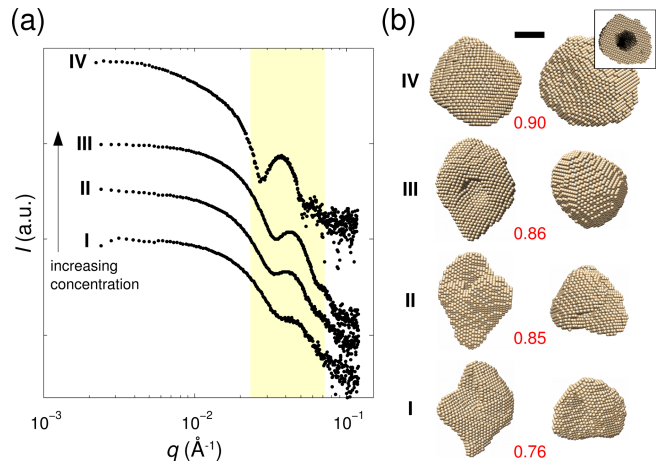 (a)
IV
III
II
I
increasing
concentration
I (a.u.)
10⁻³
10⁻²
10⁻¹
q (Å⁻¹)
(b)
IV
0.90
III
0.86
II
0.85
I
0.76